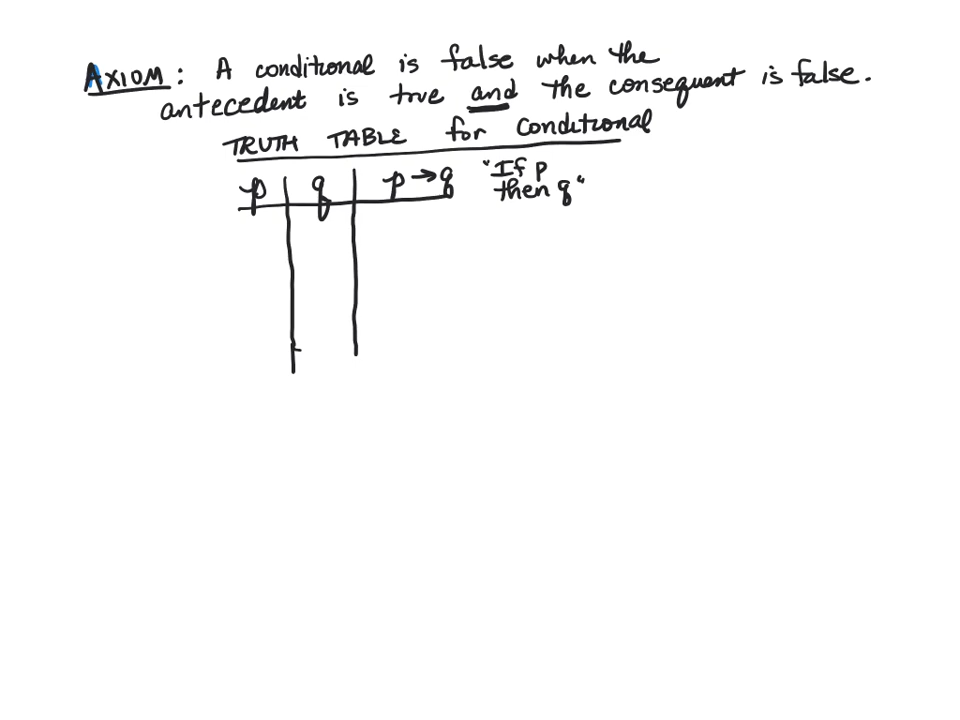 AXIOM: A conditional is false when the
antecedent is true and the consequent is false.
TRUTH TABLE for conditional
p q p→q "If p
then q"